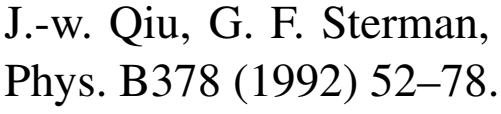 J.-w. Qiu, G. F. Sterman,
Phys. B378 (1992) 52–78.